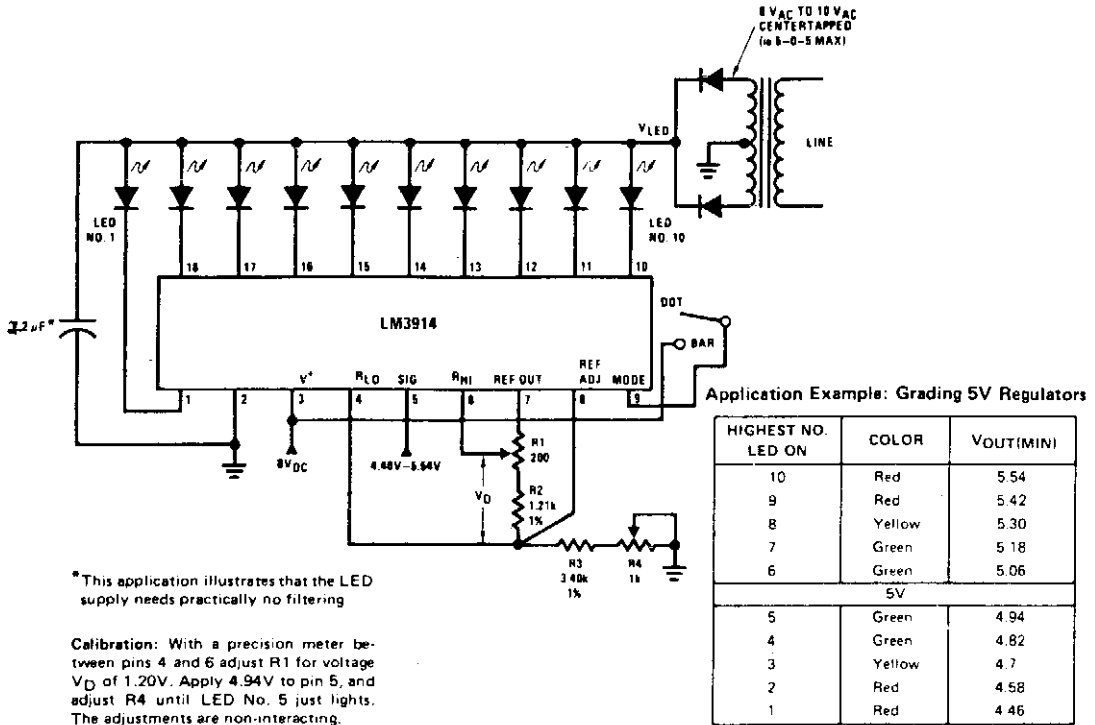 8 VAC TO 10 VAC
CENTERTAPPED
(ie 5–0–5 MAX)
VLED
LINE
LED
NO. 1
LED
NO. 10
18 17 16 15 14 13 12 11 10
2.2 µF*
LM3914
DOT
BAR
V+ RLO SIG RHI REF OUT REF ADJ MODE
1 2 3 4 5 6 7 8 9
8VDC
4.46V–5.54V
R1
200
VD
R2
1.21k
1%
R3
3.40k
1%
R4
1k
*This application illustrates that the LED
supply needs practically no filtering
Calibration: With a precision meter be-
tween pins 4 and 6 adjust R1 for voltage
VD of 1.20V. Apply 4.94V to pin 5, and
adjust R4 until LED No. 5 just lights.
The adjustments are non-interacting.
Application Example: Grading 5V Regulators
HIGHEST NO. LED ON COLOR VOUT(MIN)
10 Red 5.54
9 Red 5.42
8 Yellow 5.30
7 Green 5.18
6 Green 5.06
5V
5 Green 4.94
4 Green 4.82
3 Yellow 4.7
2 Red 4.58
1 Red 4.46